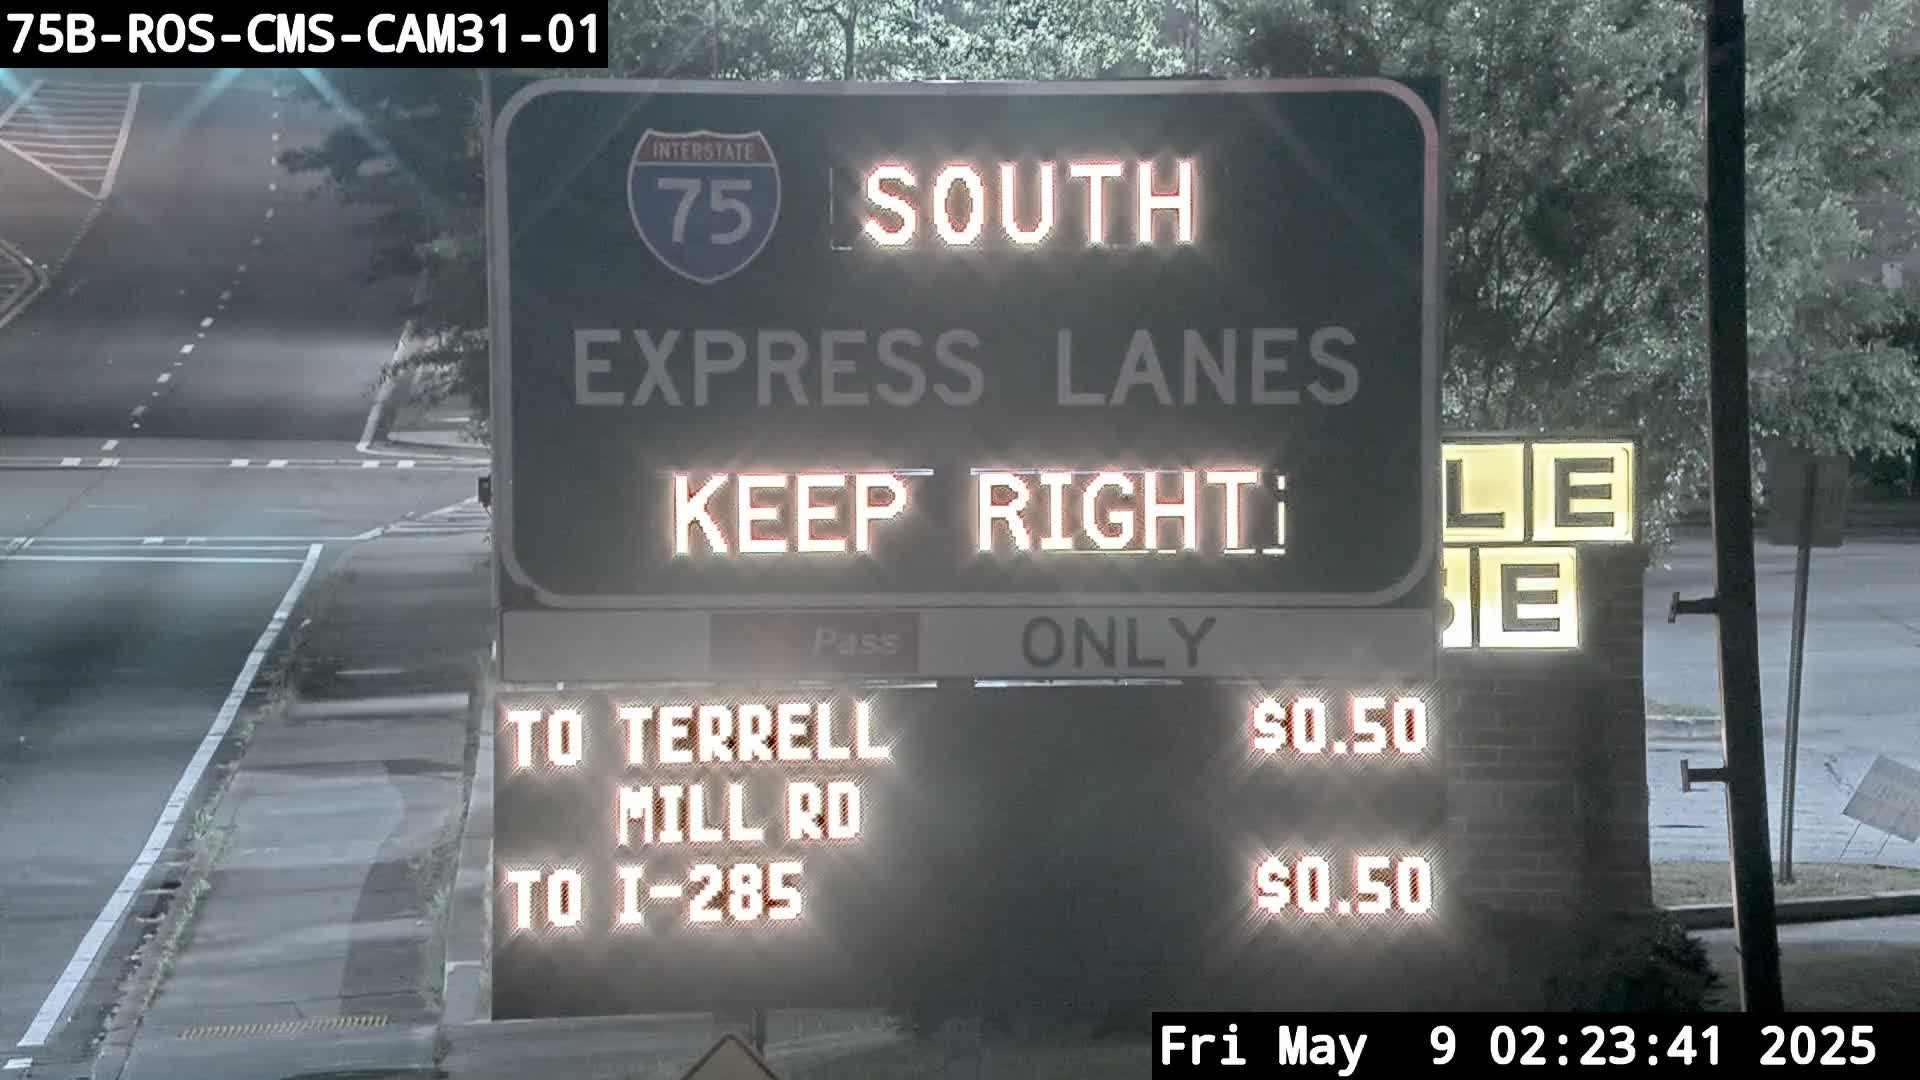 75B-ROS-CMS-CAM31-01
INTERSTATE
75
SOUTH
EXPRESS LANES
KEEP RIGHT
Pass ONLY
TO TERRELL $0.50
MILL RD
TO I-285 $0.50
LE
E
Fri May 9 02:23:41 2025